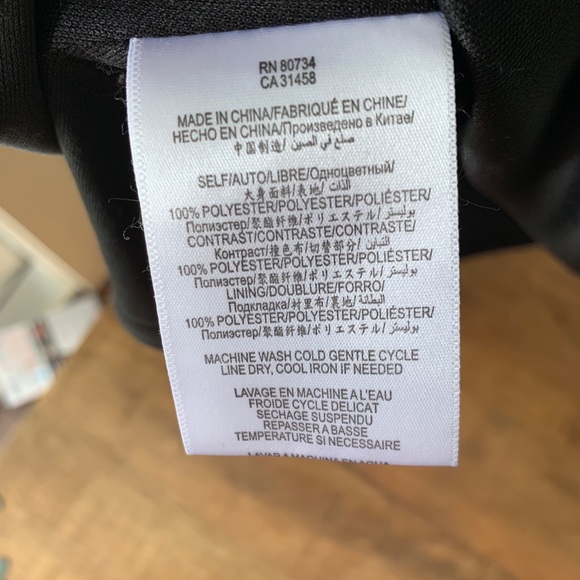 RN 80734
CA 31458
MADE IN CHINA/FABRIQUÉ EN CHINE/
HECHO EN CHINA/Произведено в Китае/
中国制造/ صنع في الصين/
SELF/AUTO/LIBRE/Одноцветный/
大身面料/表地/ الذات/
100% POLYESTER/POLYESTER/POLIÉSTER/
Полиэстер/聚酯纤维/ポリエステル/بوليستر/
CONTRAST/CONTRASTE/CONTRASTE/
Контраст/撞色布/切替部分/ التباين/
100% POLYESTER/POLYESTER/POLIÉSTER/
Полиэстер/聚酯纤维/ポリエステル/بوليستر/
LINING/DOUBLURE/FORRO/
Подкладка/衬里布/裏地/ البطانة/
100% POLYESTER/POLYESTER/POLIÉSTER/
Полиэстер/聚酯纤维/ポリエステル/بوليستر/
MACHINE WASH COLD GENTLE CYCLE
LINE DRY, COOL IRON IF NEEDED
LAVAGE EN MACHINE A L'EAU
FROIDE CYCLE DELICAT
SECHAGE SUSPENDU
REPASSER A BASSE
TEMPERATURE SI NECESSAIRE
LAVAR A MAQUINA EN AGUA